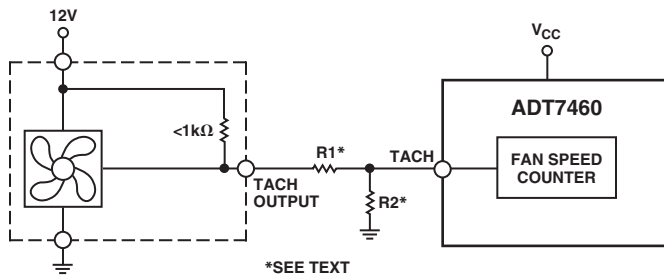 12V
VCC
ADT7460
<1kΩ
R1*
TACH
FAN SPEED
COUNTER
TACH
OUTPUT
R2*
*SEE TEXT